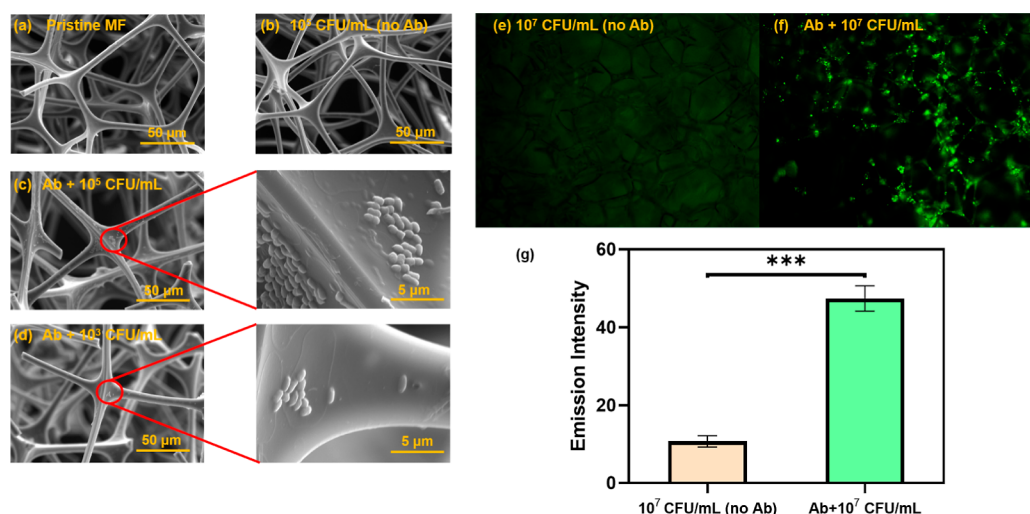 (a) Pristine MF
50 µm
(b) 10⁵ CFU/mL (no Ab)
50 µm
(c) Ab + 10⁵ CFU/mL
50 µm
5 µm
(d) Ab + 10³ CFU/mL
50 µm
5 µm
(e) 10⁷ CFU/mL (no Ab)
(f) Ab + 10⁷ CFU/mL
(g)
Emission Intensity
60
40
20
0
***
10⁷ CFU/mL (no Ab)
Ab+10⁷ CFU/mL